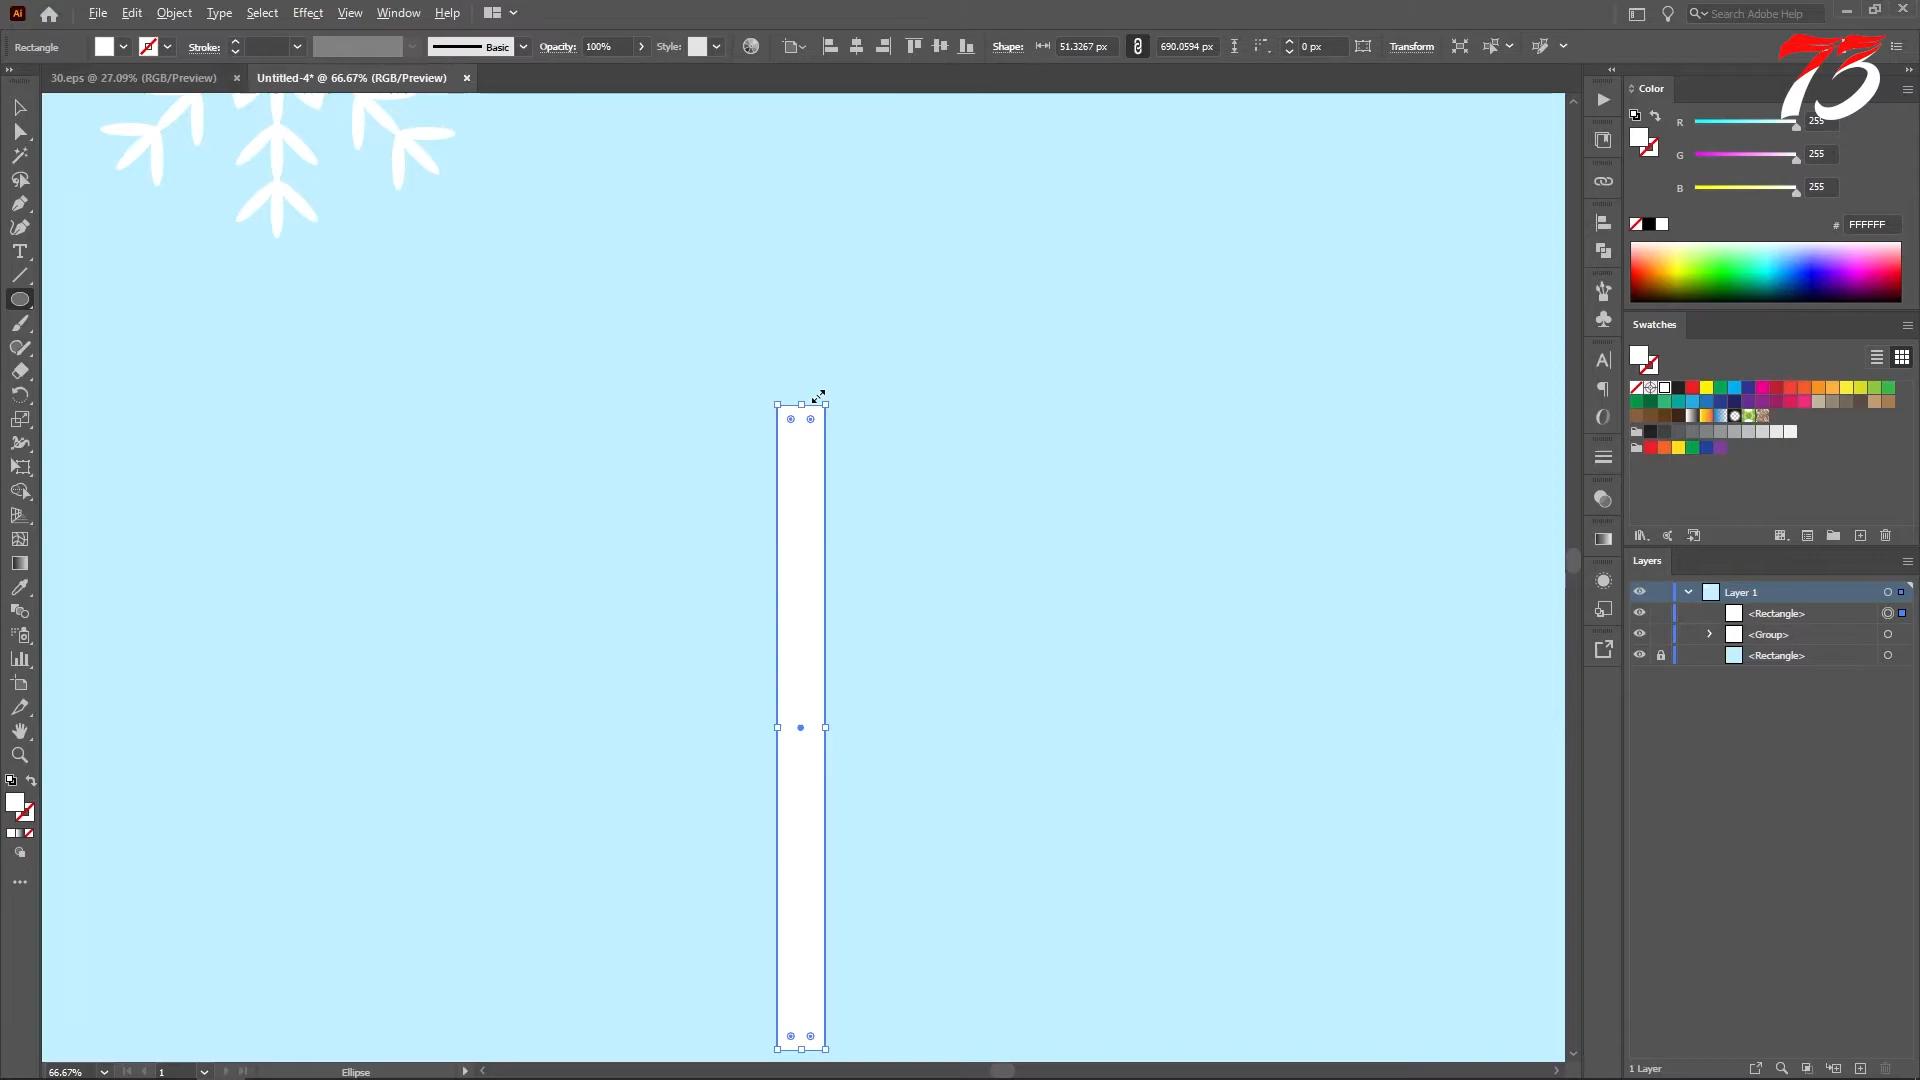 Ai File Edit Object Type Select Effect View Window Help Search Adobe Help
Rectangle Stroke: Basic Opacity: 100% Style: Shape: 51.3267 px 690.0594 px 0 px Transform
30.eps @ 27.09% (RGB/Preview) × Untitled-4* @ 66.67% (RGB/Preview) ×
73
Color
R 255
G 255
B 255
# FFFFFF
Swatches
Layers
Layer 1
<Rectangle>
<Group>
<Rectangle>
66.67% 1 Ellipse 1 Layer